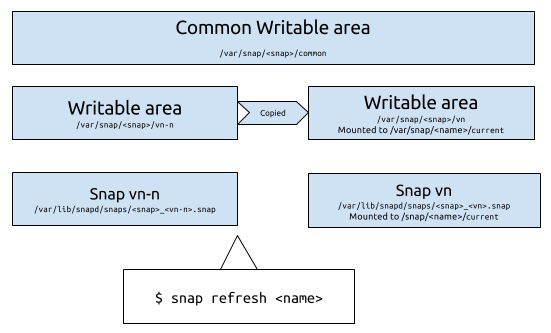 Common Writable area
/var/snap/<snap>/common
Writable area
/var/snap/<snap>/vn-n
Copied
Writable area
/var/snap/<snap>/vn
Mounted to /var/snap/<name>/current
Snap vn-n
/var/lib/snapd/snaps/<snap>_<vn-n>.snap
Snap vn
/var/lib/snapd/snaps/<snap>_<vn>.snap
Mounted to /snap/<name>/current
$ snap refresh <name>